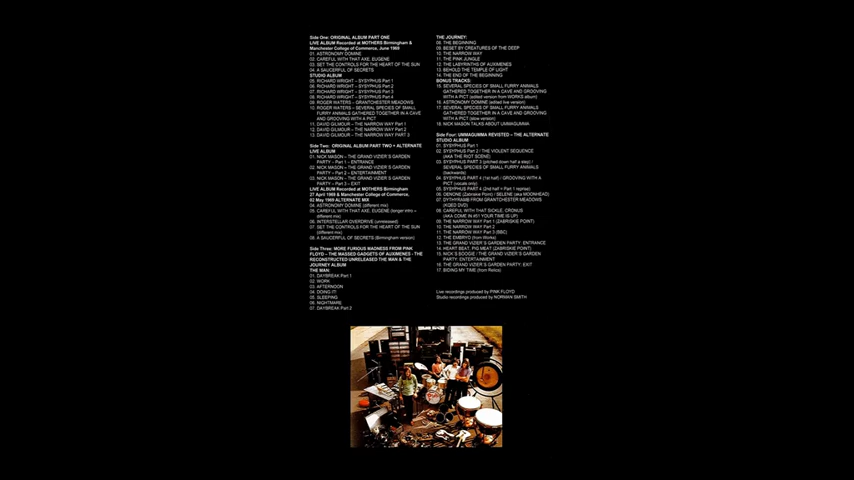 Side One: ORIGINAL ALBUM PART ONE
LIVE ALBUM Recorded at MOTHERS Birmingham &
Manchester College of Commerce, June 1969
01. ASTRONOMY DOMINE
02. CAREFUL WITH THAT AXE, EUGENE
03. SET THE CONTROLS FOR THE HEART OF THE SUN
04. A SAUCERFUL OF SECRETS
STUDIO ALBUM
05. RICHARD WRIGHT – SYSYPHUS Part 1
06. RICHARD WRIGHT – SYSYPHUS Part 2
07. RICHARD WRIGHT – SYSYPHUS Part 3
08. RICHARD WRIGHT – SYSYPHUS Part 4
09. ROGER WATERS – GRANTCHESTER MEADOWS
10. ROGER WATERS – SEVERAL SPECIES OF SMALL
FURRY ANIMALS GATHERED TOGETHER IN A CAVE
AND GROOVING WITH A PICT
11. DAVID GILMOUR – THE NARROW WAY Part 1
12. DAVID GILMOUR – THE NARROW WAY Part 2
13. DAVID GILMOUR – THE NARROW WAY PART 3
Side Two: ORIGINAL ALBUM PART TWO + ALTERNATE
LIVE ALBUM
01. NICK MASON – THE GRAND VIZIER'S GARDEN
PARTY – Part 1 – ENTRANCE
02. NICK MASON – THE GRAND VIZIER'S GARDEN
PARTY – Part 2 – ENTERTAINMENT
03. NICK MASON – THE GRAND VIZIER'S GARDEN
PARTY – Part 3 – EXIT
LIVE ALBUM Recorded at MOTHERS Birmingham
27 April 1969 & Manchester College of Commerce,
02 May 1969 ALTERNATE MIX
04. ASTRONOMY DOMINE (different mix)
05. CAREFUL WITH THAT AXE, EUGENE (longer intro –
different mix)
06. INTERSTELLAR OVERDRIVE (unreleased)
07. SET THE CONTROLS FOR THE HEART OF THE SUN
(different mix)
08. A SAUCERFUL OF SECRETS (Birmingham version)
Side Three: MORE FURIOUS MADNESS FROM PINK
FLOYD – THE MASSED GADGETS OF AUXIMENES - THE
RECONSTRUCTED UNRELEASED THE MAN & THE
JOURNEY ALBUM
THE MAN:
01. DAYBREAK Part 1
02. WORK
03. AFTERNOON
04. DOING IT!
05. SLEEPING
06. NIGHTMARE
07. DAYBREAK Part 2
THE JOURNEY:
08. THE BEGINNING
09. BESET BY CREATURES OF THE DEEP
10. THE NARROW WAY
11. THE PINK JUNGLE
12. THE LABYRINTHS OF AUXIMENES
13. BEHOLD THE TEMPLE OF LIGHT
14. THE END OF THE BEGINNING
BONUS TRACKS:
15. SEVERAL SPECIES OF SMALL FURRY ANIMALS
GATHERED TOGETHER IN A CAVE AND GROOVING
WITH A PICT (edited version from WORKS album)
16. ASTRONOMY DOMINE (edited live version)
17. SEVERAL SPECIES OF SMALL FURRY ANIMALS
GATHERED TOGETHER IN A CAVE AND GROOVING
WITH A PICT (slow version)
18. NICK MASON TALKS ABOUT UMMAGUMMA
Side Four: UMMAGUMMA REVISITED – THE ALTERNATE
STUDIO ALBUM
01. SYSYPHUS Part 1
02. SYSYPHUS Part 2 / THE VIOLENT SEQUENCE
(AKA THE RIOT SCENE)
03. SYSYPHUS PART 3 (pitched down half a step) /
SEVERAL SPECIES OF SMALL FURRY ANIMALS
(backwards)
04. SYSYPHUS PART 4 (1st half) / GROOVING WITH A
PICT (vocals only)
05. SYSYPHUS PART 4 (2nd half + Part 1 reprise)
06. OENONE (Zabriskie Point) / SELENE (aka MOONHEAD)
07. DYTHYRAMB FROM GRANTCHESTER MEADOWS
(KQED DVD)
08. CAREFUL WITH THAT SICKLE, CRONUS
(AKA COME IN #51 YOUR TIME IS UP)
09. THE NARROW WAY Part 1 (ZABRISKIE POINT)
10. THE NARROW WAY Part 2
11. THE NARROW WAY Part 3 (BBC)
12. THE EMBRYO (from Works)
13. THE GRAND VIZIER'S GARDEN PARTY: ENTRANCE
14. HEART BEAT, PIG MEAT (ZABRISKIE POINT)
15. NICK'S BOOGIE / THE GRAND VIZIER'S GARDEN
PARTY: ENTERTAINMENT
16. THE GRAND VIZIER'S GARDEN PARTY: EXIT
17. BIDING MY TIME (from Relics)
Live recordings produced by PINK FLOYD
Studio recordings produced by NORMAN SMITH